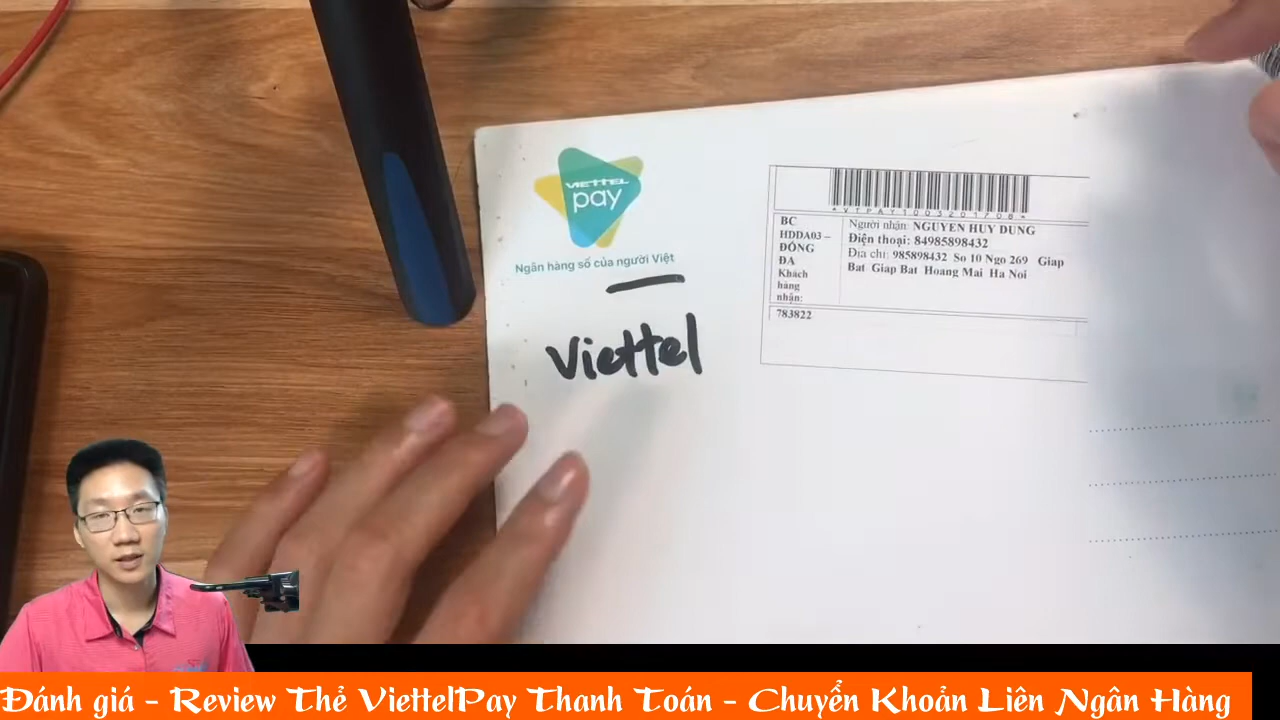 VIETTEL
pay
Ngân hàng số của người Việt
Viettel
*VTPAY1003201708*
BC
HDDA03 –
ĐỐNG
ĐA
Khách
hàng
nhận:
783822
Người nhận: NGUYEN HUY DUNG
Điện thoại: 84985898432
Địa chỉ: 985898432 So 10 Ngo 269 Giap
Bat Giap Bat Hoang Mai Ha Noi
Đánh giá - Review Thẻ ViettelPay Thanh Toán - Chuyển Khoản Liên Ngân Hàng